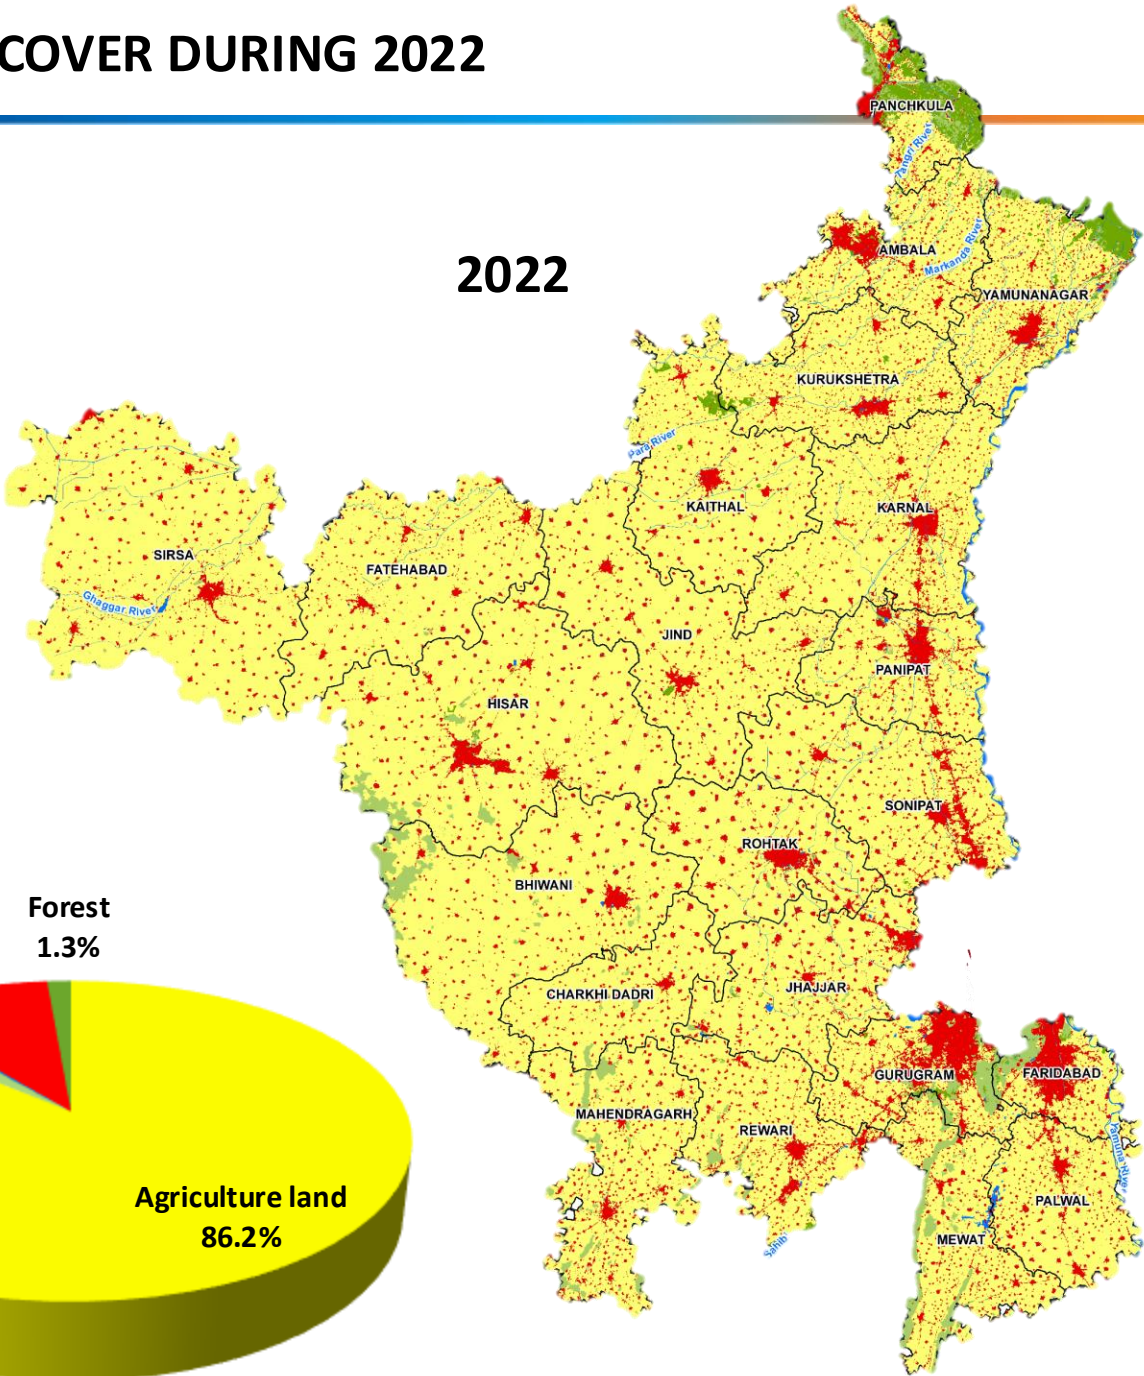 COVER DURING 2022
2022
PANCHKULA
Tangri River
AMBALA
Markanda River
YAMUNANAGAR
KURUKSHETRA
Para River
KAITHAL
KARNAL
SIRSA
FATEHABAD
Ghaggar River
JIND
PANIPAT
HISAR
SONIPAT
ROHTAK
BHIWANI
Forest
1.3%
CHARKHI DADRI
JHAJJAR
GURUGRAM
FARIDABAD
MAHENDRAGARH
REWARI
Yamuna River
Agriculture land
86.2%
PALWAL
MEWAT
Sahibi